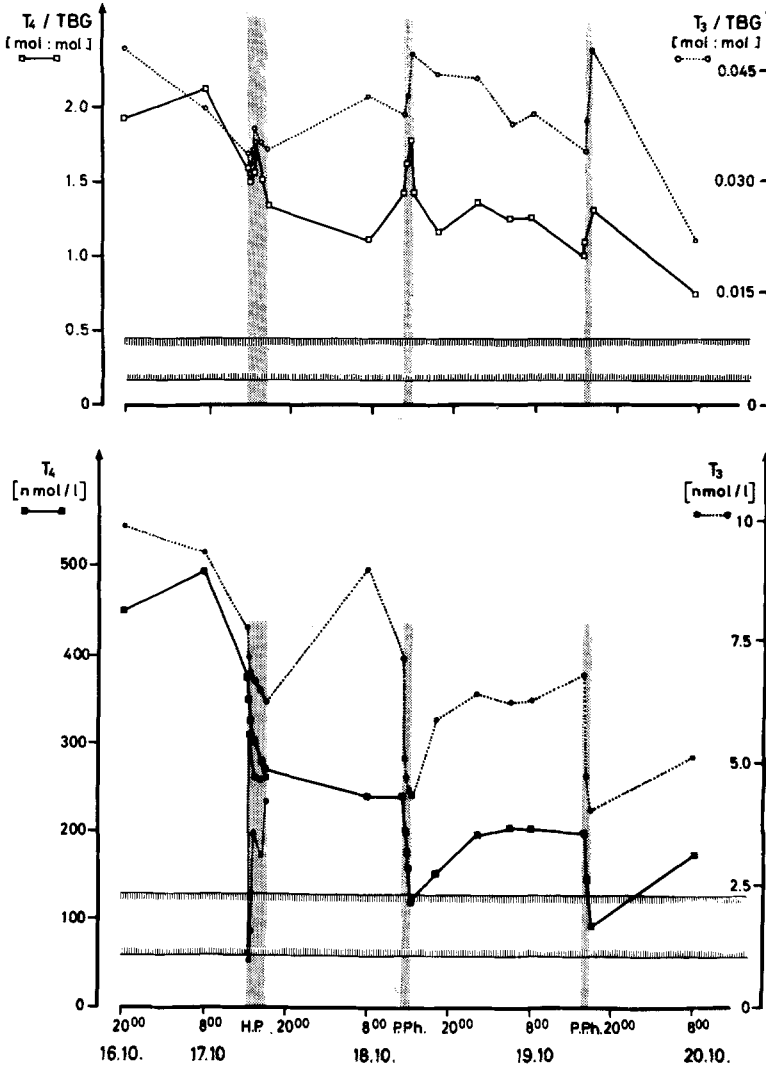 T₄ / TBG
[mol : mol]
T₃ / TBG
[mol : mol]
2.0
1.5
1.0
0.5
0
0.045
0.030
0.015
0
T₄
[nmol/l]
T₃
[nmol/l]
500
400
300
200
100
0
10
7.5
5.0
2.5
0
20⁰⁰ 8⁰⁰ H.P. 20⁰⁰ 8⁰⁰ P.Ph. 20⁰⁰ 8⁰⁰ P.Ph. 20⁰⁰ 8⁰⁰
16.10. 17.10 18.10. 19.10 20.10.